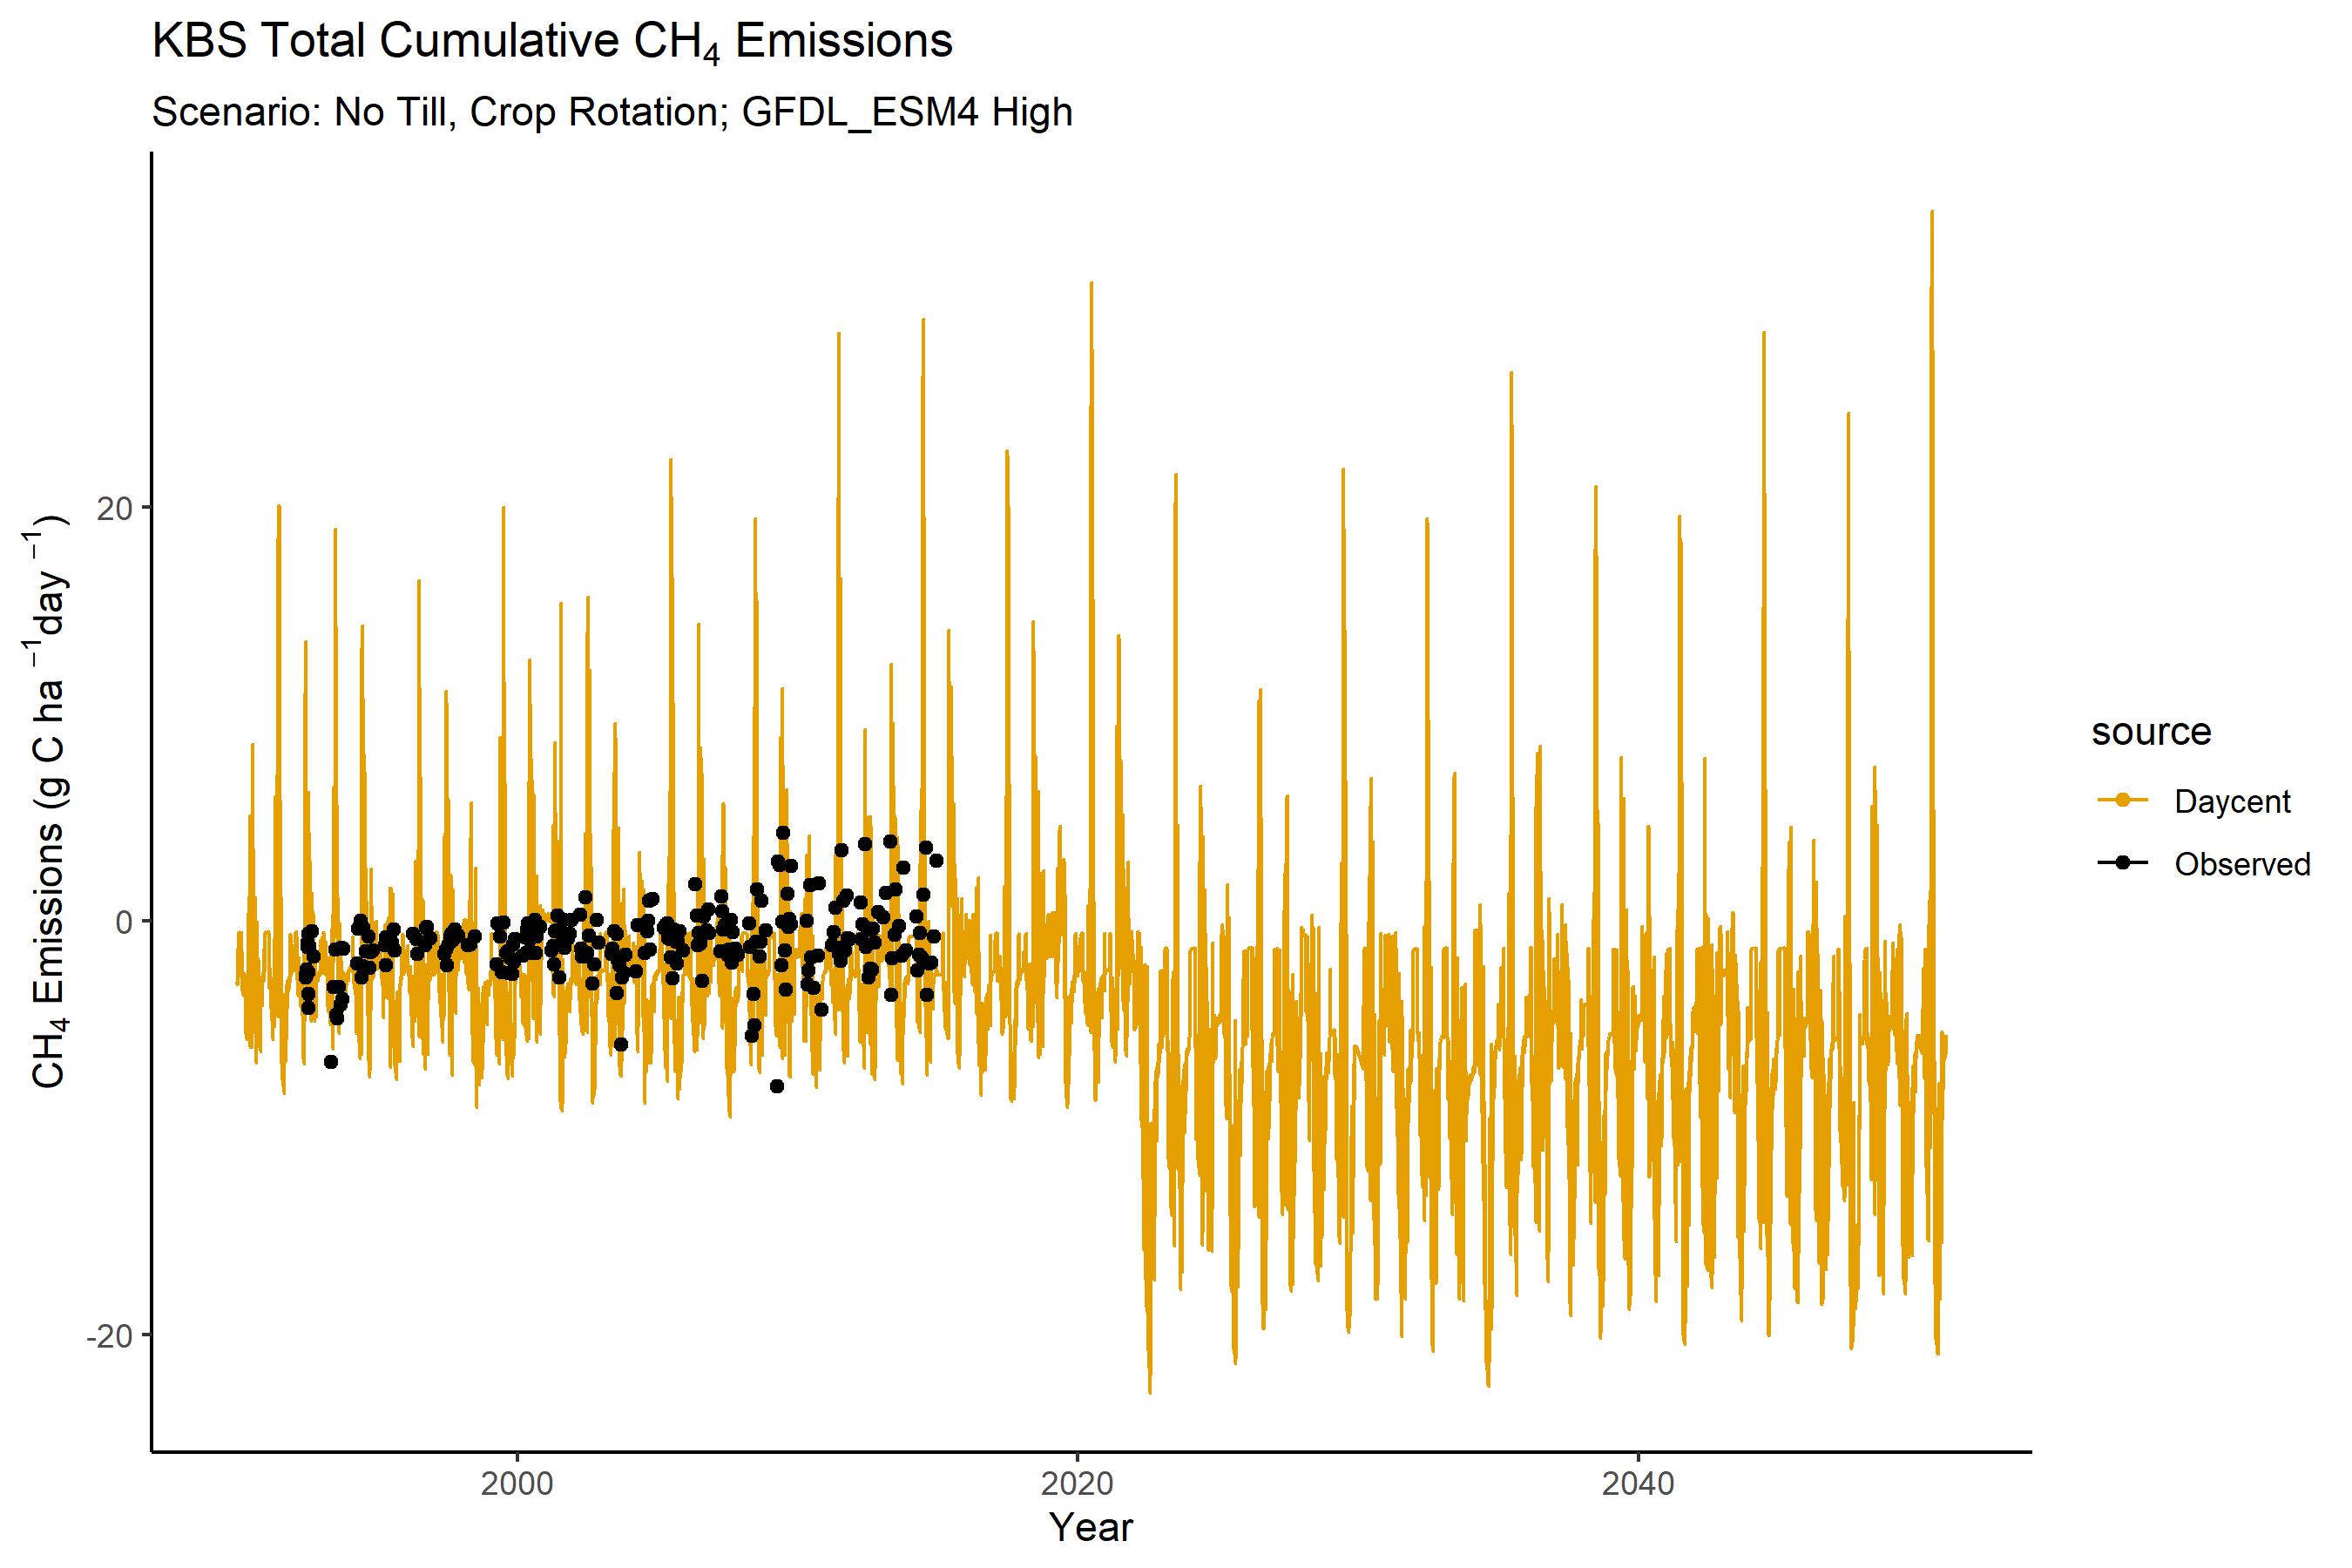 KBS Total Cumulative CH₄ Emissions
Scenario: No Till, Crop Rotation; GFDL_ESM4 High
CH₄ Emissions (g C ha ⁻¹day ⁻¹)
20
0
-20
2000
2020
2040
Year
source
Daycent
Observed